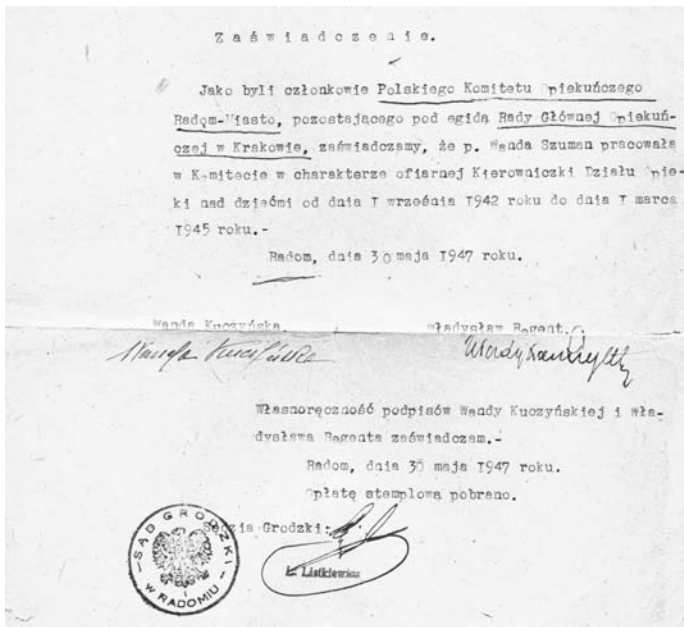 Zaświadczenie.
Jako byli członkowie Polskiego Komitetu Opiekuńczego
Radom-Miasto, pozostającego pod egidą Rady Głównej Opiekuń-
czej w Krakowie, zaświadczamy, że p. Wanda Szuman pracowała
w Komitecie w charakterze ofiarnej Kierowniczki Działu Opie-
ki nad dziećmi od dnia I września 1942 roku do dnia I marca
1945 roku.-
Radom, dnia 30 maja 1947 roku.
Wanda Kuczyńska. Władysław Regent.
Wanda Kuczyńska
Własnoręczność podpisów Wandy Kuczyńskiej i Wła-
dysława Regenta zaświadczam.-
Radom, dnia 30 maja 1947 roku.
Opłatę stemplową pobrano.
Sędzia Grodzki:
L. Listkiewicz
SĄD GRODZKI
W RADOMIU